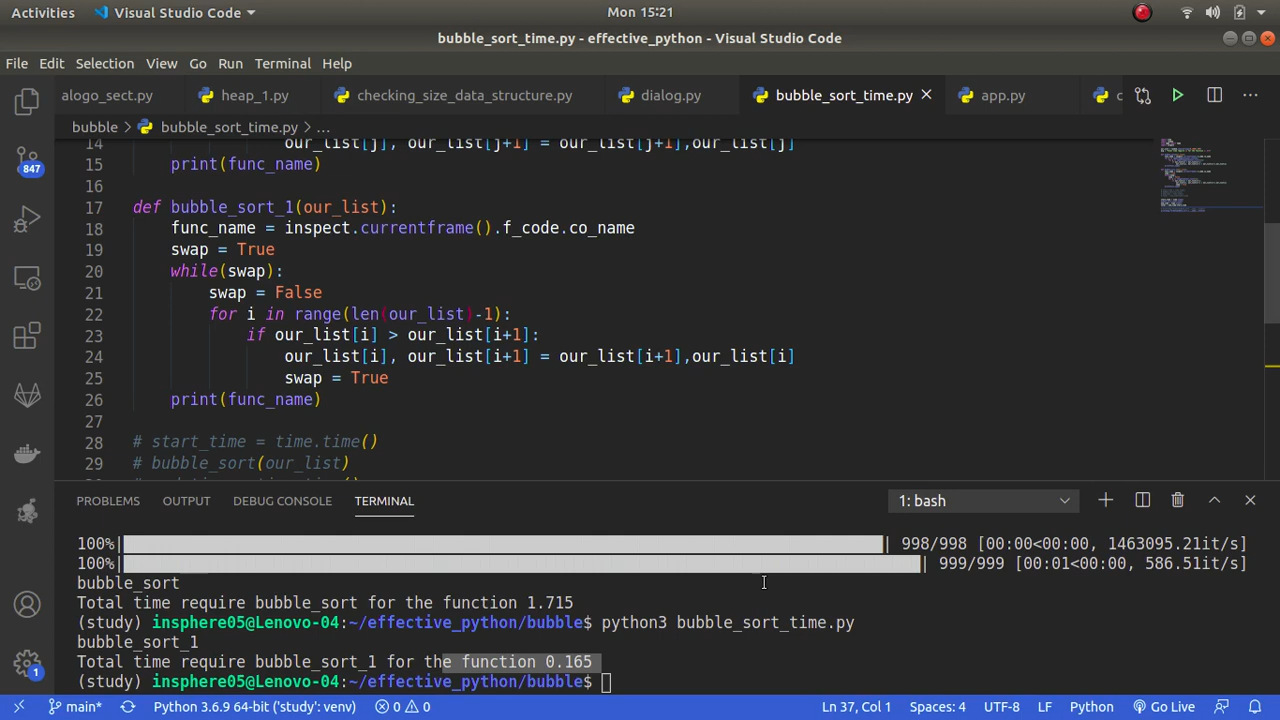 Activities Visual Studio Code Mon 15:21
bubble_sort_time.py - effective_python - Visual Studio Code
File Edit Selection View Go Run Terminal Help
alogo_sect.py heap_1.py checking_size_data_structure.py dialog.py bubble_sort_time.py app.py c
bubble > bubble_sort_time.py > ...
14 our_list[j], our_list[j+1] = our_list[j+1],our_list[j]
15 print(func_name)
16
17 def bubble_sort_1(our_list):
18 func_name = inspect.currentframe().f_code.co_name
19 swap = True
20 while(swap):
21 swap = False
22 for i in range(len(our_list)-1):
23 if our_list[i] > our_list[i+1]:
24 our_list[i], our_list[i+1] = our_list[i+1],our_list[i]
25 swap = True
26 print(func_name)
27
28 # start_time = time.time()
29 # bubble_sort(our_list)
847
PROBLEMS OUTPUT DEBUG CONSOLE TERMINAL 1: bash
100%| | 998/998 [00:00<00:00, 1463095.21it/s]
100%| | 999/999 [00:01<00:00, 586.51it/s]
bubble_sort
Total time require bubble_sort for the function 1.715
(study) insphere05@Lenovo-04:~/effective_python/bubble$ python3 bubble_sort_time.py
bubble_sort_1
Total time require bubble_sort_1 for the function 0.165
(study) insphere05@Lenovo-04:~/effective_python/bubble$
1
main* Python 3.6.9 64-bit ('study': venv) 0 0 Ln 37, Col 1 Spaces: 4 UTF-8 LF Python Go Live